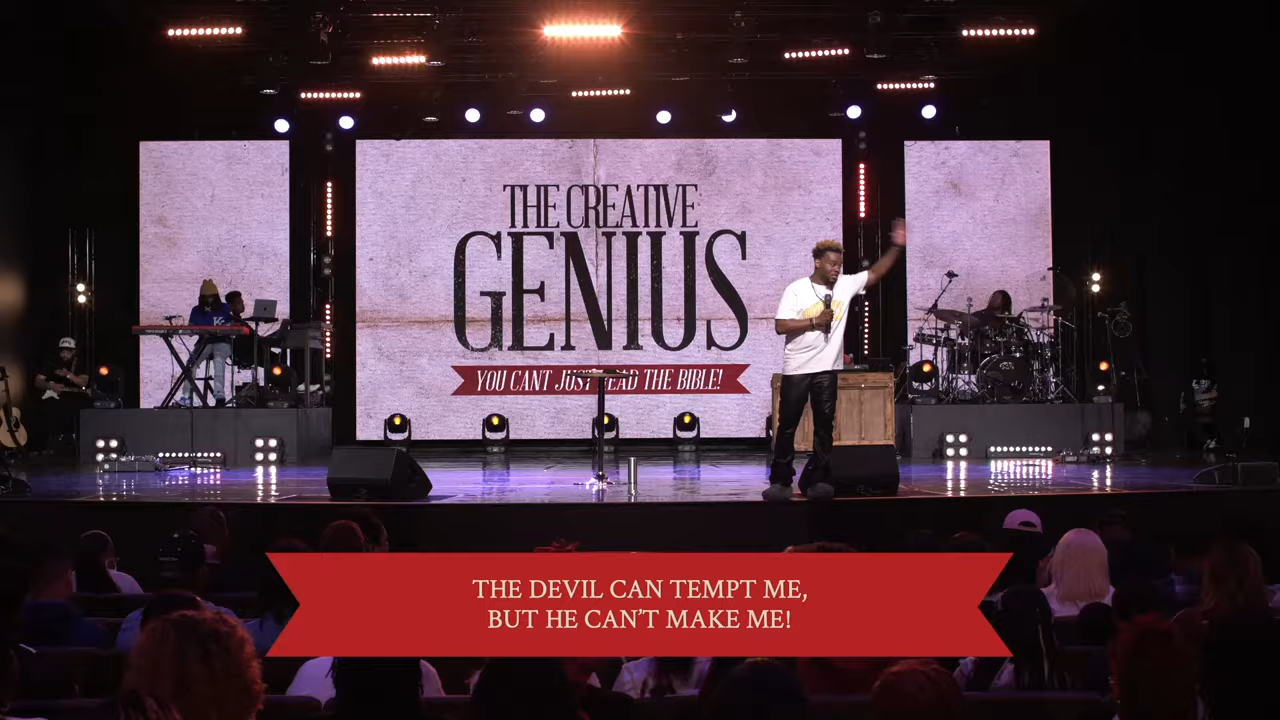 THE CREATIVE
GENIUS
YOU CANT JUST READ THE BIBLE!
THE DEVIL CAN TEMPT ME,
BUT HE CAN'T MAKE ME!